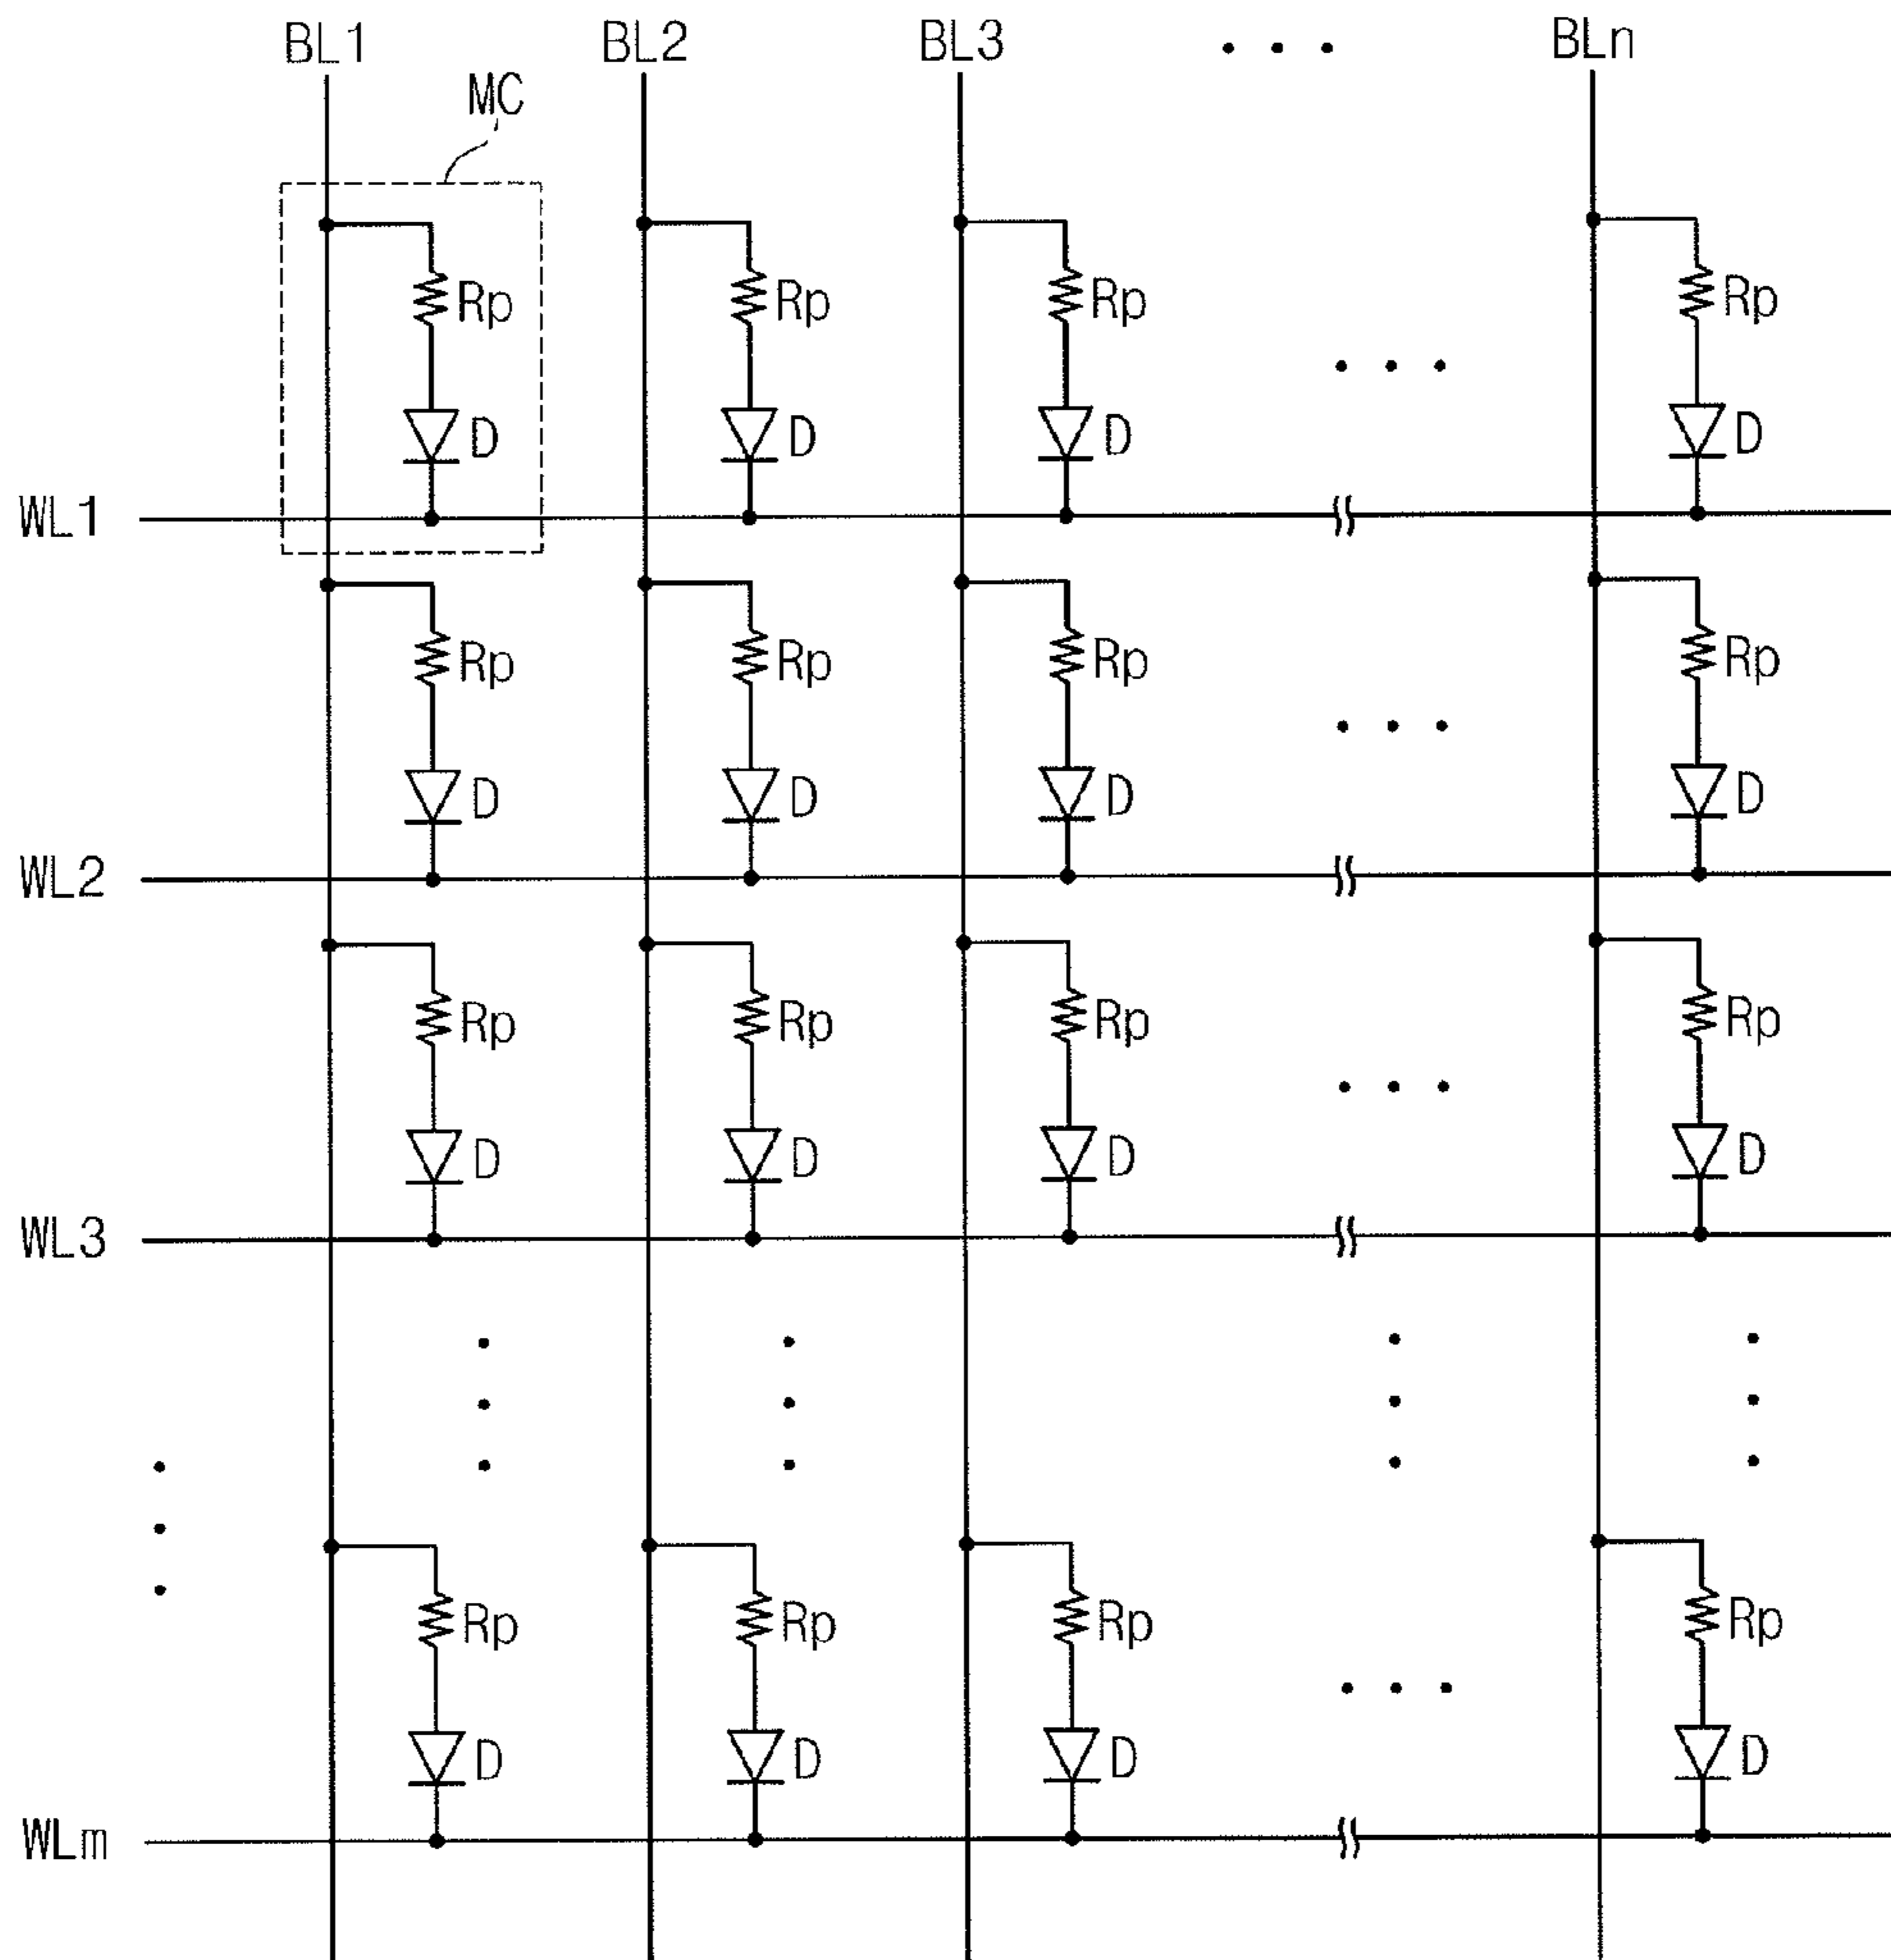 BL1 BL2 BL3 • • • BLn
MC
Rp Rp Rp Rp
• • •
D D D D
WL1
Rp Rp Rp Rp
• • •
D D D D
WL2
Rp Rp Rp Rp
• • •
D D D D
WL3
Rp Rp Rp Rp
• • •
D D D D
WLm